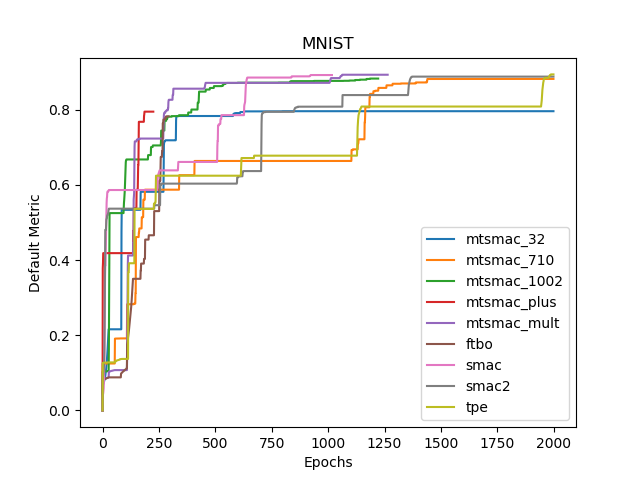 MNIST
Default Metric
0.8
0.6
0.4
0.2
0.0
mtsmac_32
mtsmac_710
mtsmac_1002
mtsmac_plus
mtsmac_mult
ftbo
smac
smac2
tpe
0 250 500 750 1000 1250 1500 1750 2000
Epochs